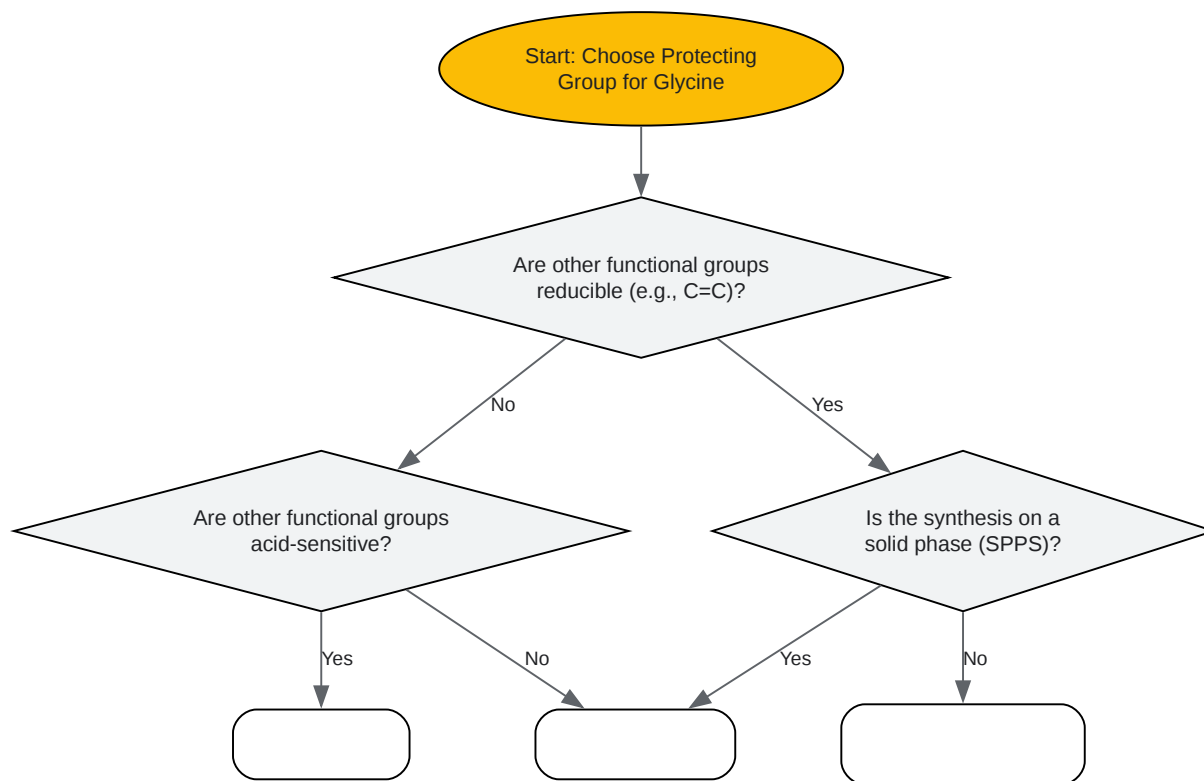 Start: Choose Protecting
Group for Glycine
Are other functional groups
reducible (e.g., C=C)?
No
Yes
Are other functional groups
acid-sensitive?
Is the synthesis on a
solid phase (SPPS)?
Yes
No
Yes
No